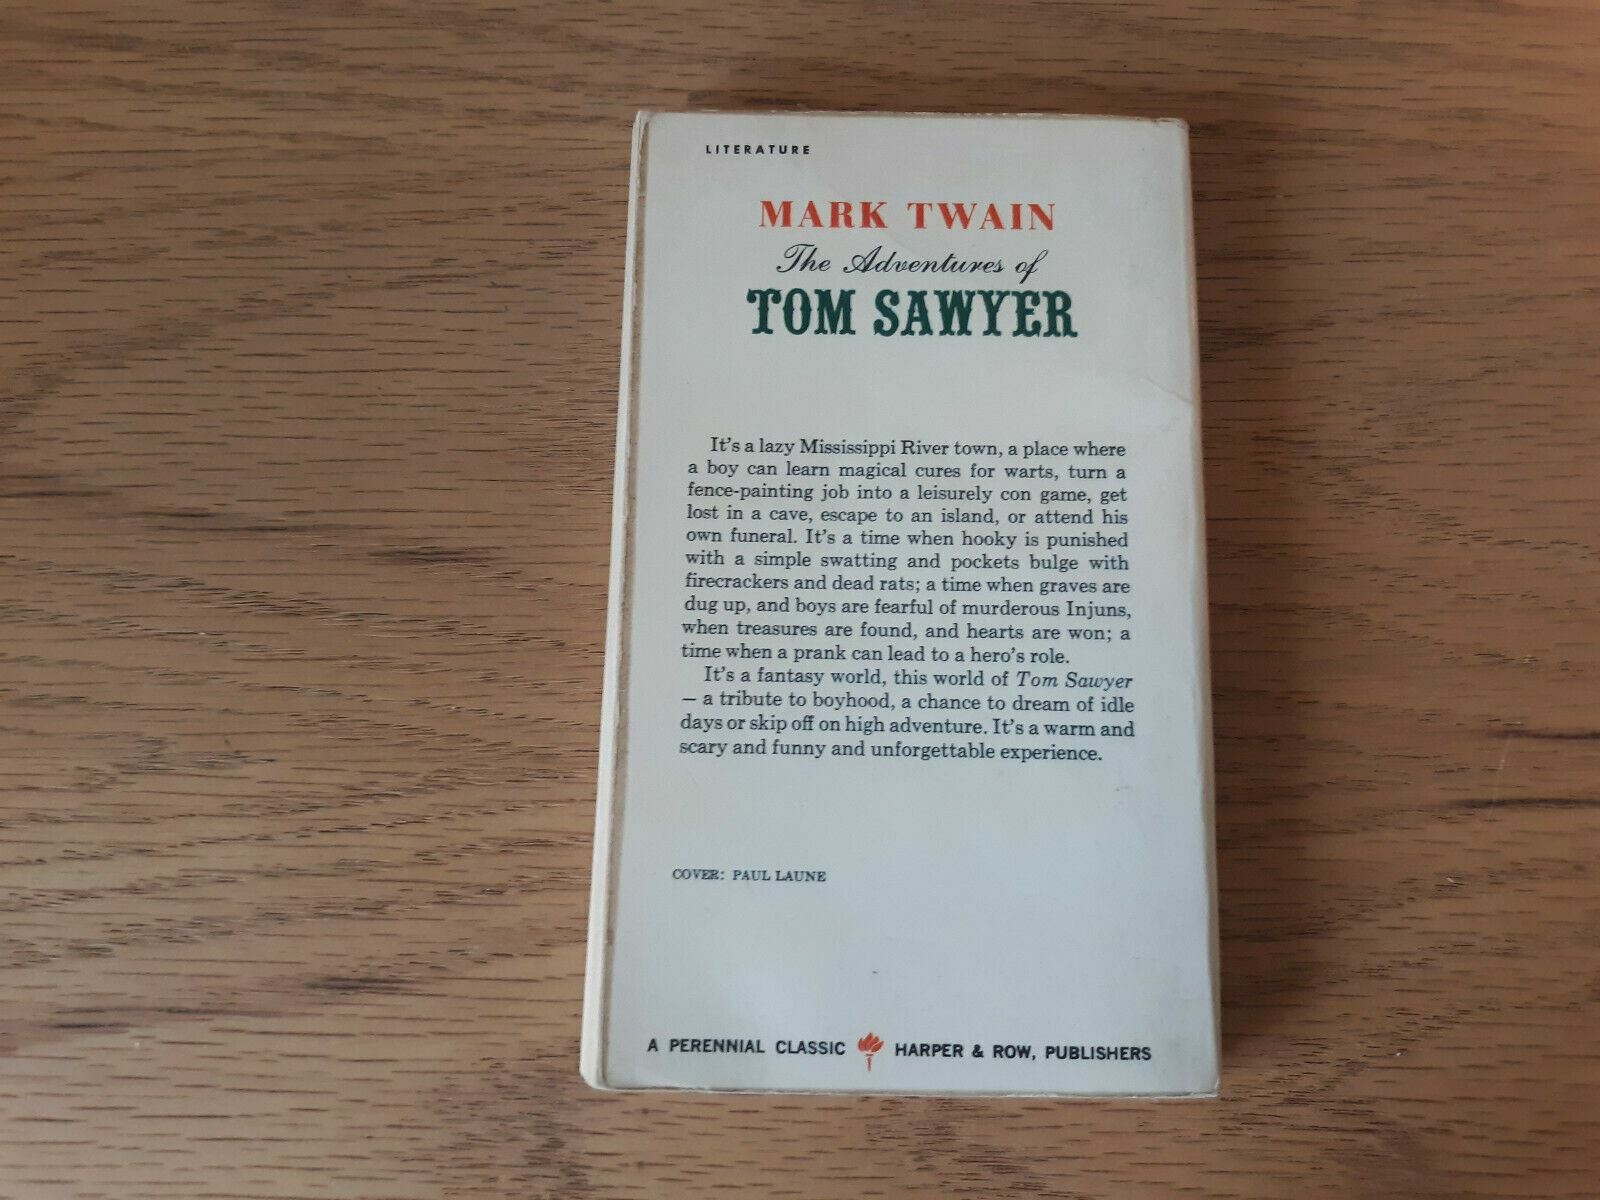 LITERATURE
MARK TWAIN
The Adventures of
TOM SAWYER
It's a lazy Mississippi River town, a place where
a boy can learn magical cures for warts, turn a
fence-painting job into a leisurely con game, get
lost in a cave, escape to an island, or attend his
own funeral. It's a time when hooky is punished
with a simple swatting and pockets bulge with
firecrackers and dead rats; a time when graves are
dug up, and boys are fearful of murderous Injuns,
when treasures are found, and hearts are won; a
time when a prank can lead to a hero's role.
It's a fantasy world, this world of Tom Sawyer
— a tribute to boyhood, a chance to dream of idle
days or skip off on high adventure. It's a warm and
scary and funny and unforgettable experience.
COVER: PAUL LAUNE
A PERENNIAL CLASSIC HARPER & ROW, PUBLISHERS